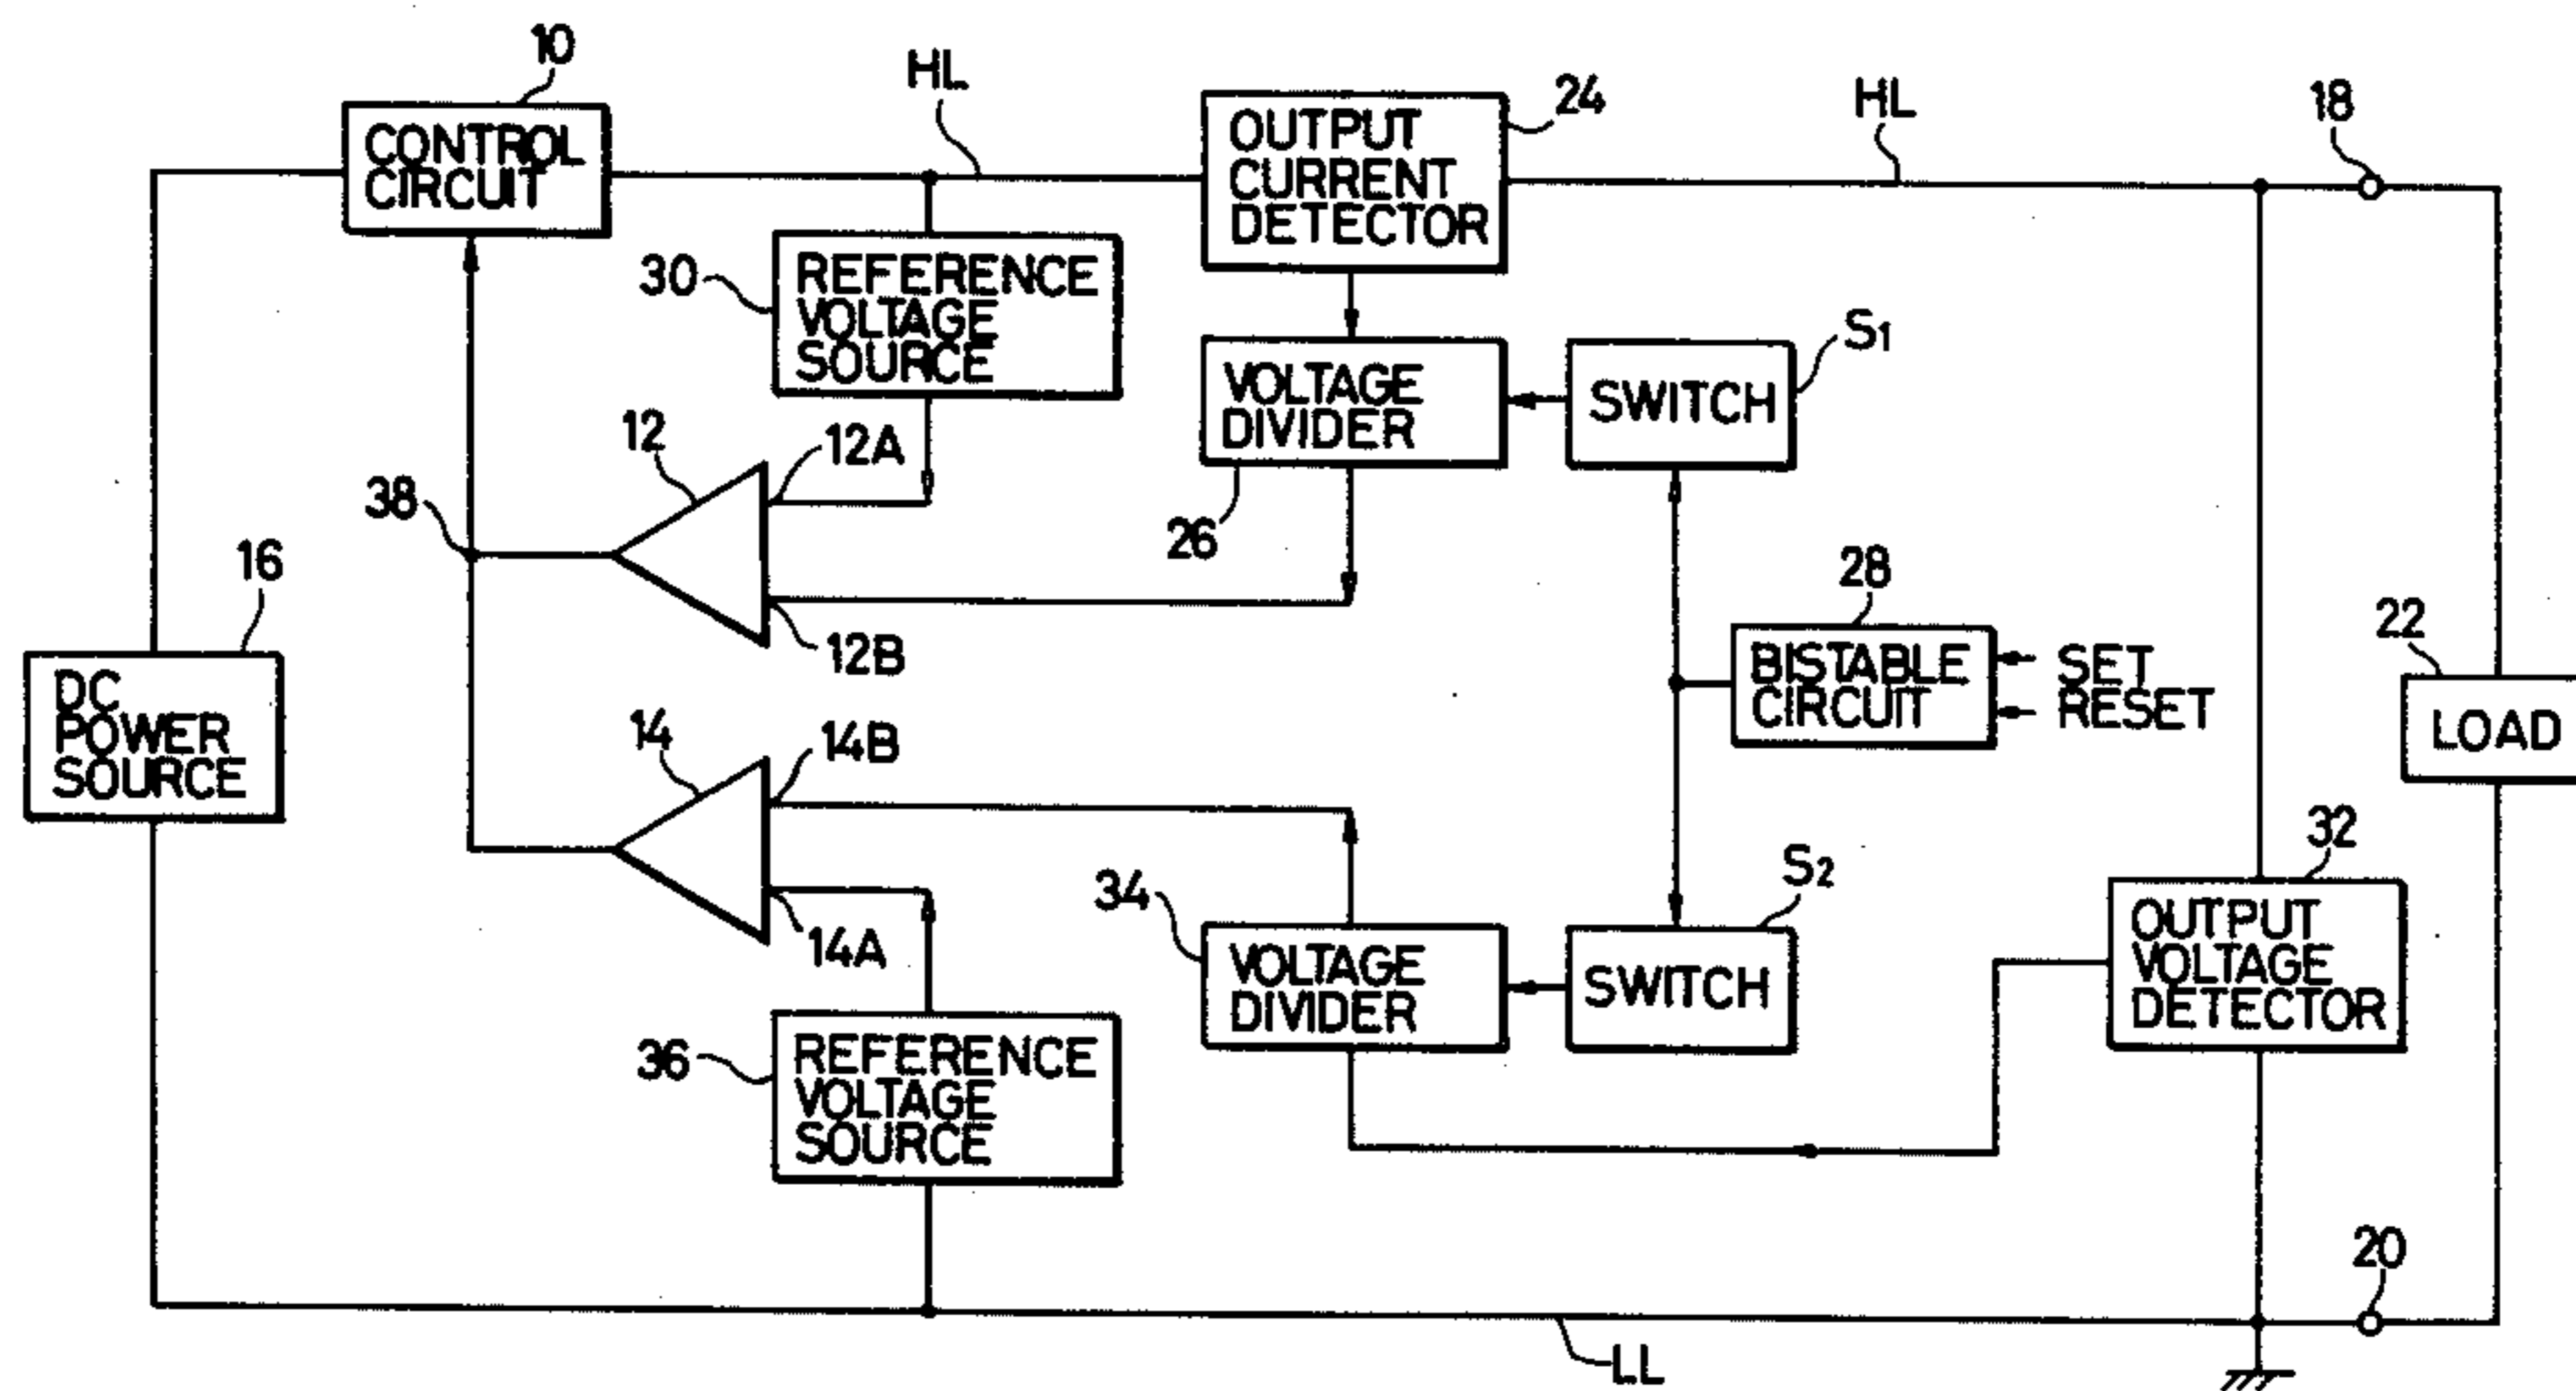 10
HL
24
HL
18
CONTROL
CIRCUIT
OUTPUT
CURRENT
DETECTOR
30
REFERENCE
VOLTAGE
SOURCE
S1
VOLTAGE
DIVIDER
SWITCH
12
12A
38
26
16
28
12B
22
BISTABLE
CIRCUIT
SET
RESET
DC
POWER
SOURCE
LOAD
14
14B
32
S2
34
14A
OUTPUT
VOLTAGE
DETECTOR
VOLTAGE
DIVIDER
SWITCH
36
REFERENCE
VOLTAGE
SOURCE
20
LL